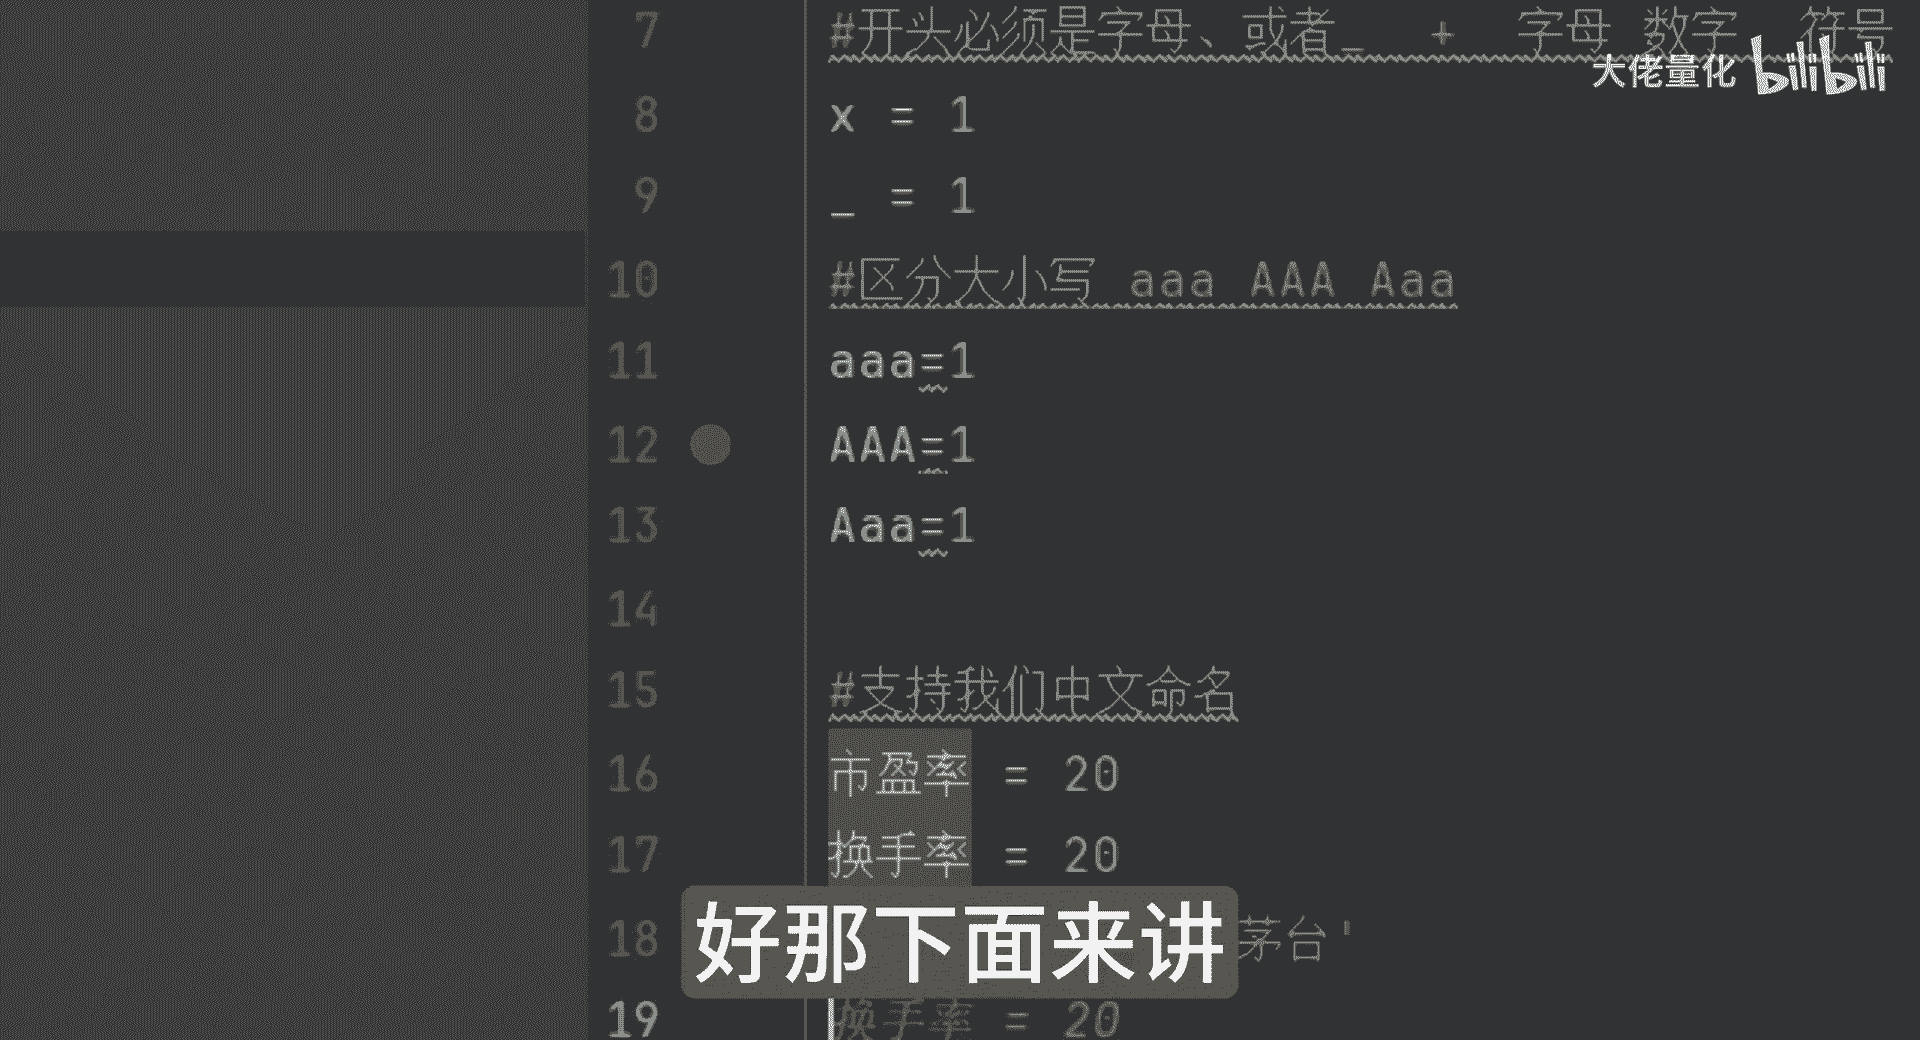 7 #开头必须是字母、或者_ + 字母 数字 符号
大佬量化 bilibili
8 x = 1
9 _ = 1
10 #区分大小写 aaa AAA Aaa
11 aaa=1
12 AAA=1
13 Aaa=1
14
15 #支持我们中文命名
16 市盈率 = 20
17 换手率 = 20
18 茅台'
好那下面来讲
19 换手率 = 20